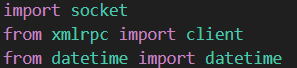 import socket
from xmlrpc import client
from datetime import datetime